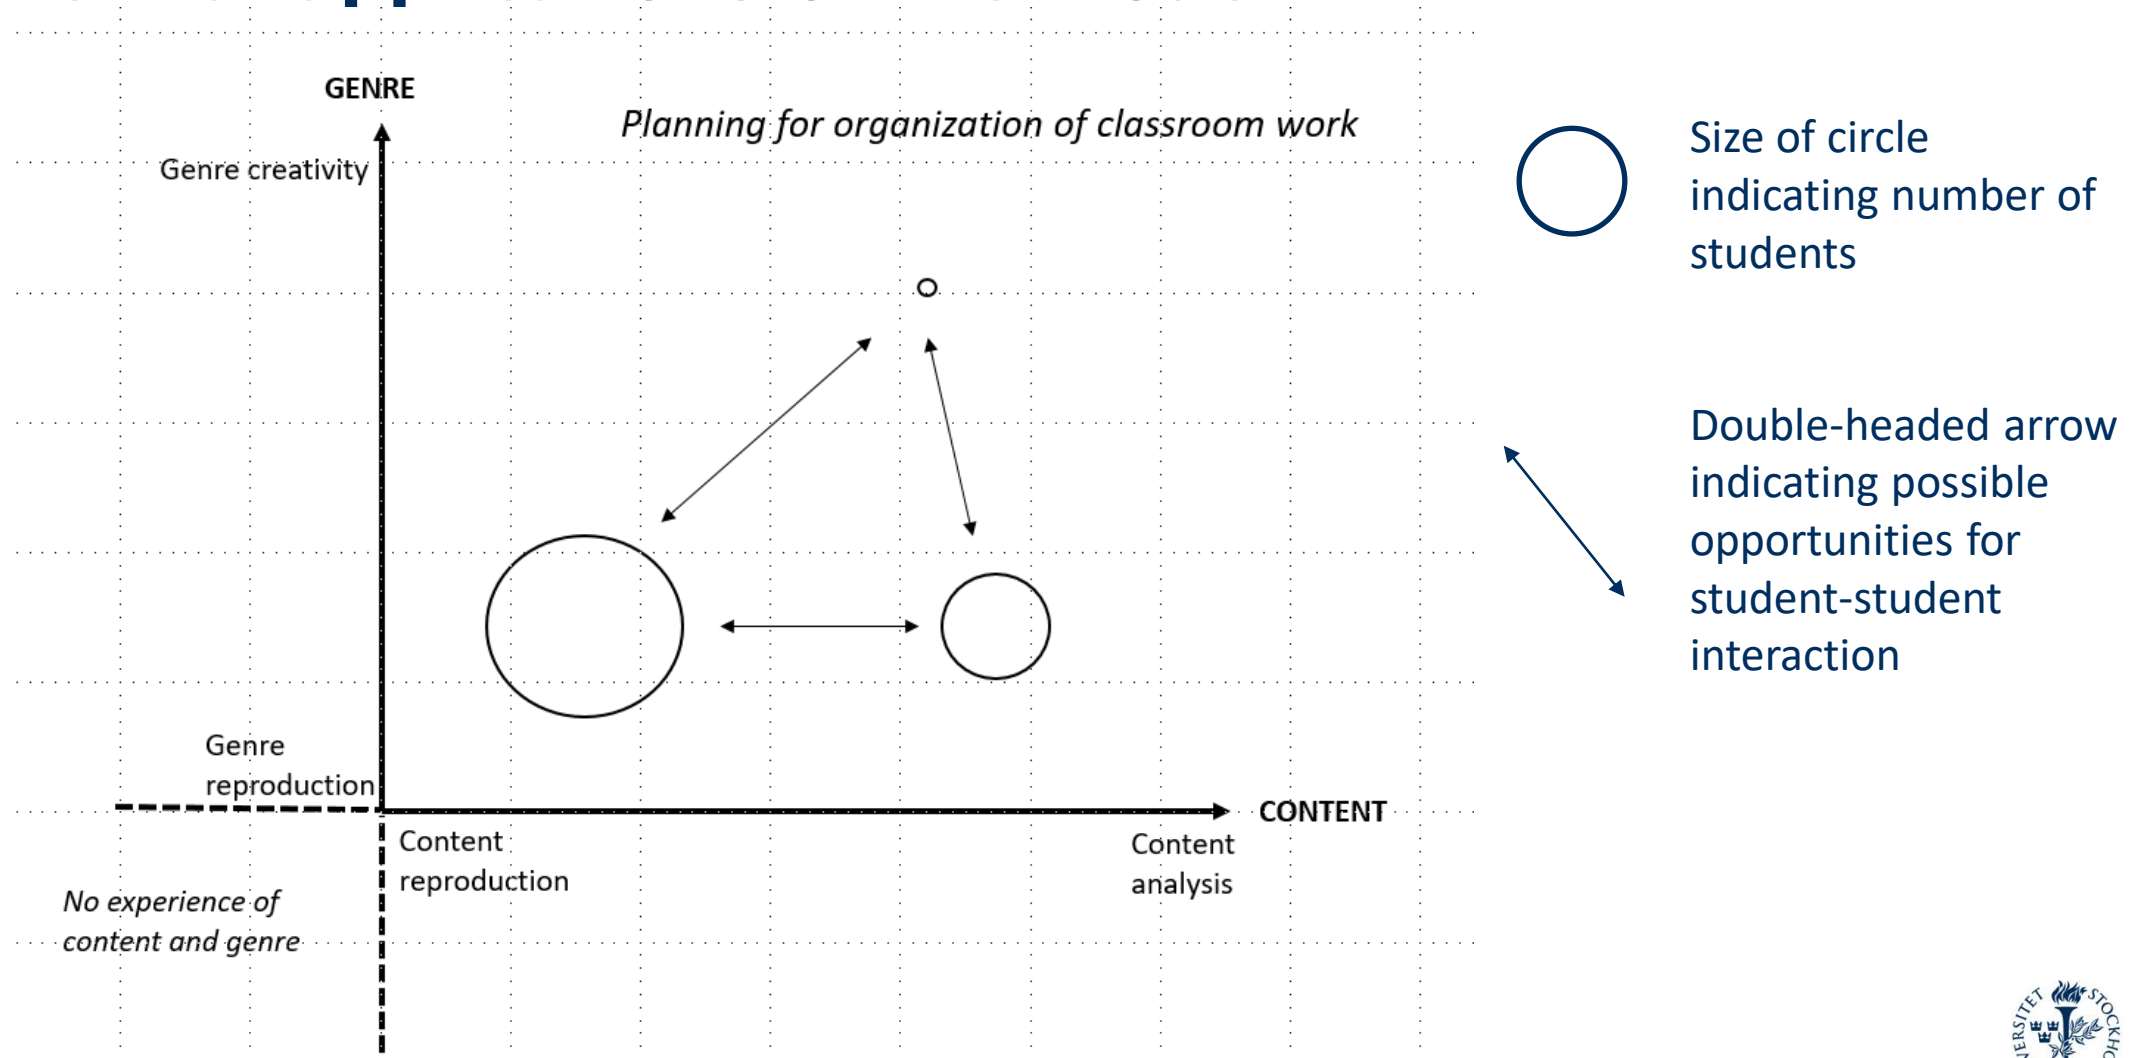 GENRE
Planning for organization of classroom work
Genre creativity
Genre
reproduction
CONTENT
Content
reproduction
Content
analysis
No experience of
content and genre
Size of circle
indicating number of
students
Double-headed arrow
indicating possible
opportunities for
student-student
interaction